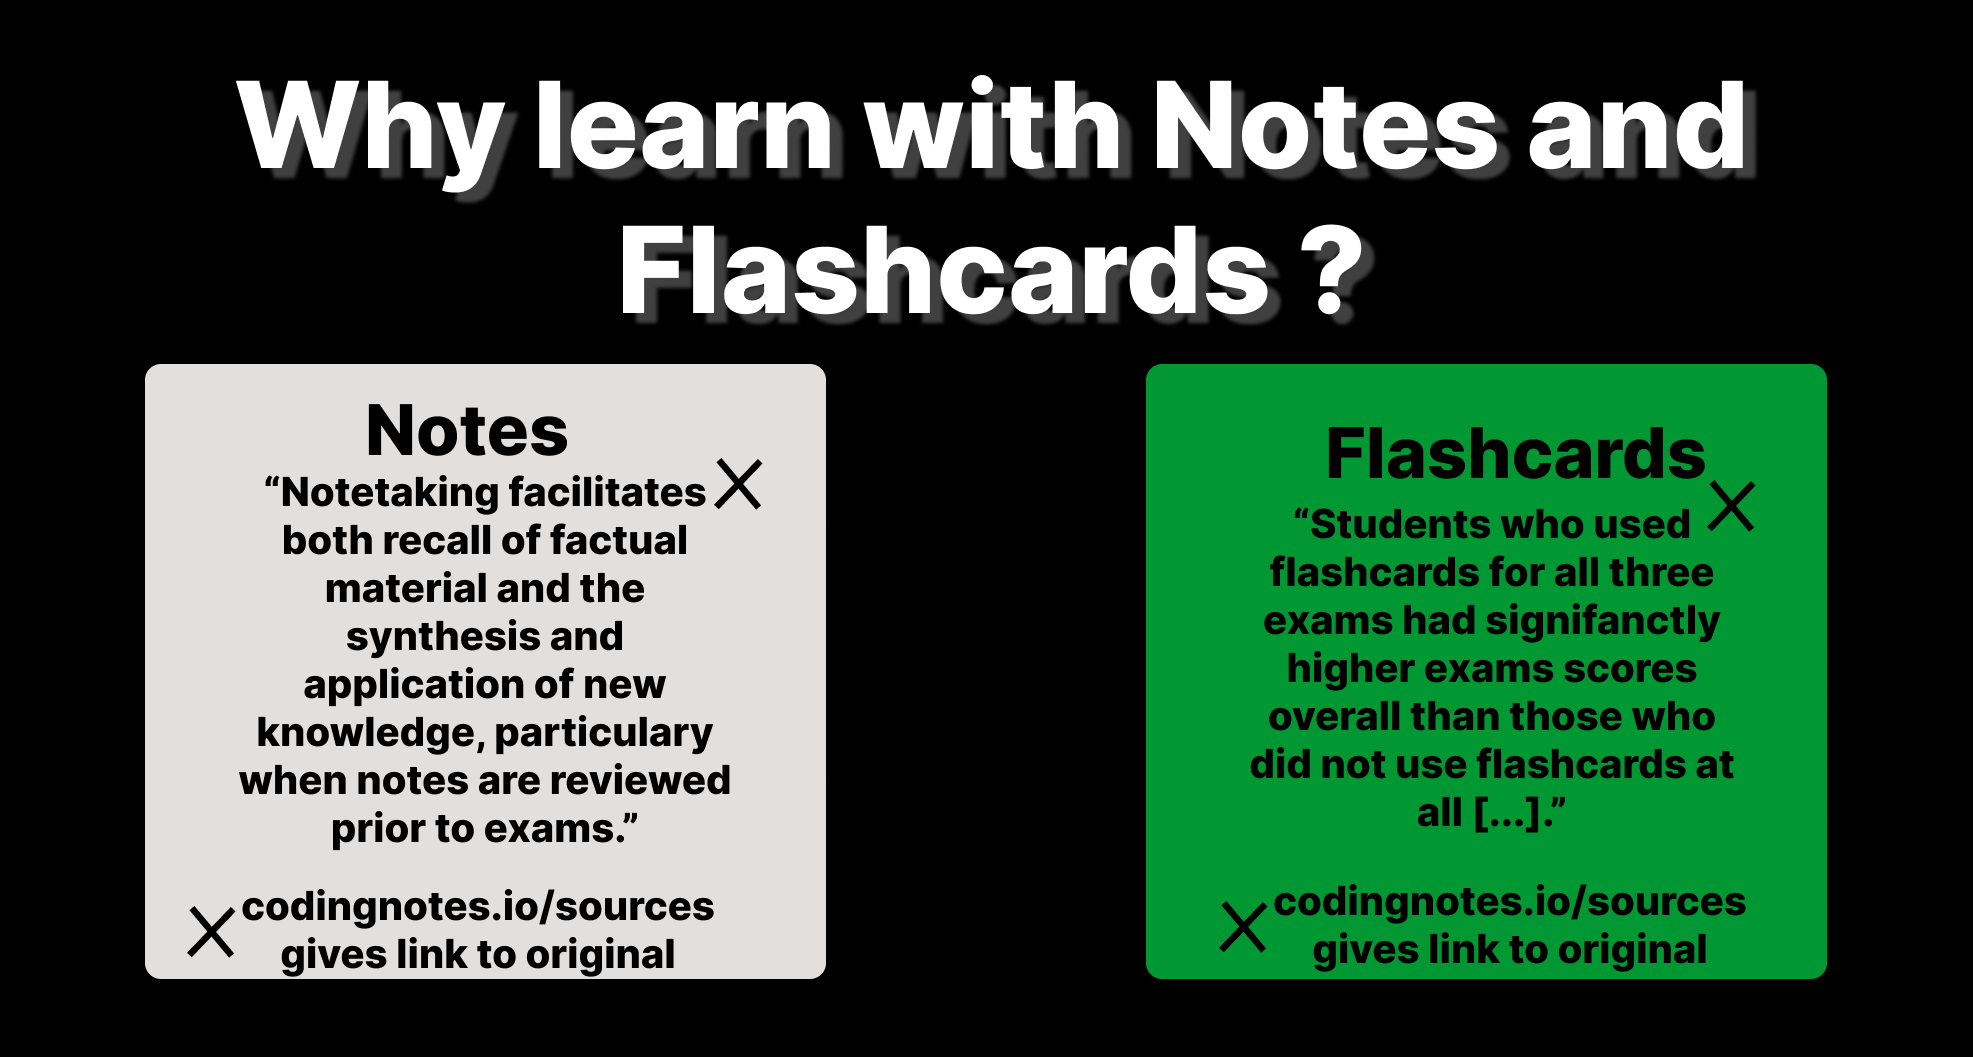 Why learn with Notes and
Flashcards ?
Notes
“Notetaking facilitates
both recall of factual
material and the
synthesis and
application of new
knowledge, particulary
when notes are reviewed
prior to exams.”
codingnotes.io/sources
gives link to original
Flashcards
“Students who used
flashcards for all three
exams had signifanctly
higher exams scores
overall than those who
did not use flashcards at
all [...].”
codingnotes.io/sources
gives link to original